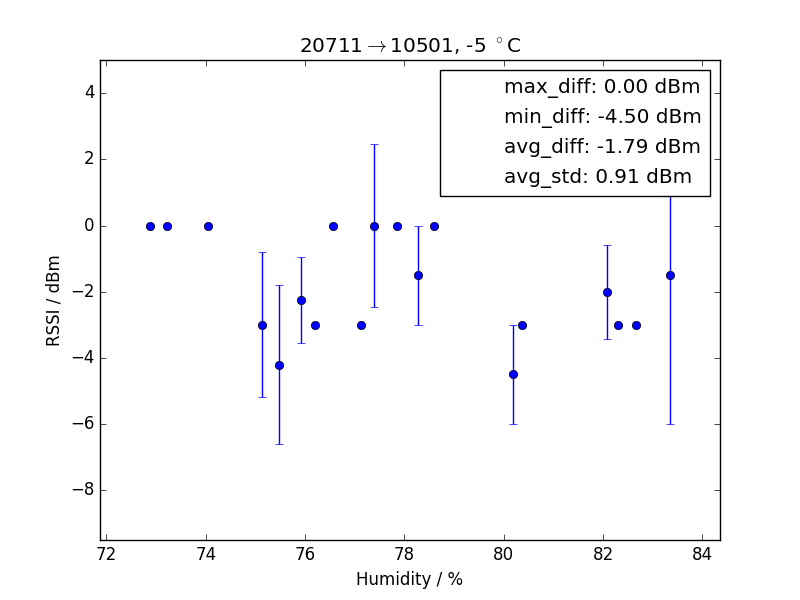 20711→10501, -5 °C
max_diff: 0.00 dBm
min_diff: -4.50 dBm
avg_diff: -1.79 dBm
avg_std: 0.91 dBm
4
2
0
−2
−4
−6
−8
RSSI / dBm
72 74 76 78 80 82 84
Humidity / %